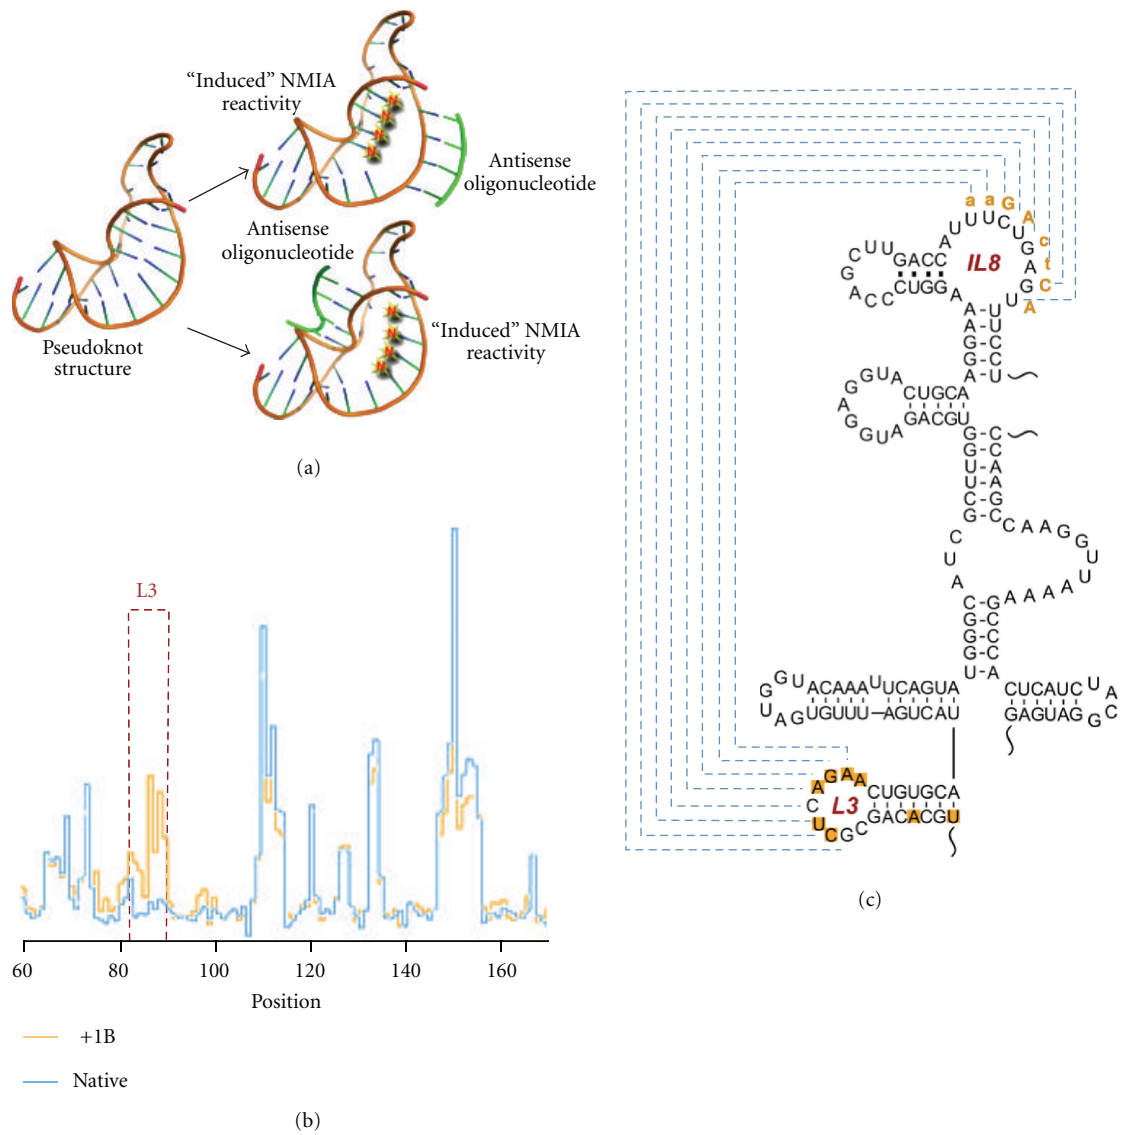 “Induced” NMIA
reactivity
Antisense
oligonucleotide
N
N
N
N
Pseudoknot
structure
Antisense
oligonucleotide
“Induced” NMIA
reactivity
N
N
N
N
(a)
L3
60 80 100 120 140 160
Position
+1B
Native
(b)
a a G A c t C A
A U U U C U G A G U
IL8
G U U C
G A C C
G A C C
C U G G
A
A A G G A
U U C C U
A U G G A G G U A
C U G C A
G A C G U
U G G U U C G
C C A A G C
C A A G G U U A A A A
C U A
C G G G U
G C C C A
G G U A C A A A U U C A G U A
U A G U G U U U – A G U C A U
C U C A U C U A C
G A G U A G G
A G A A
C
U C G C
L3
C U G U G C A
G A C A C G U
(c)